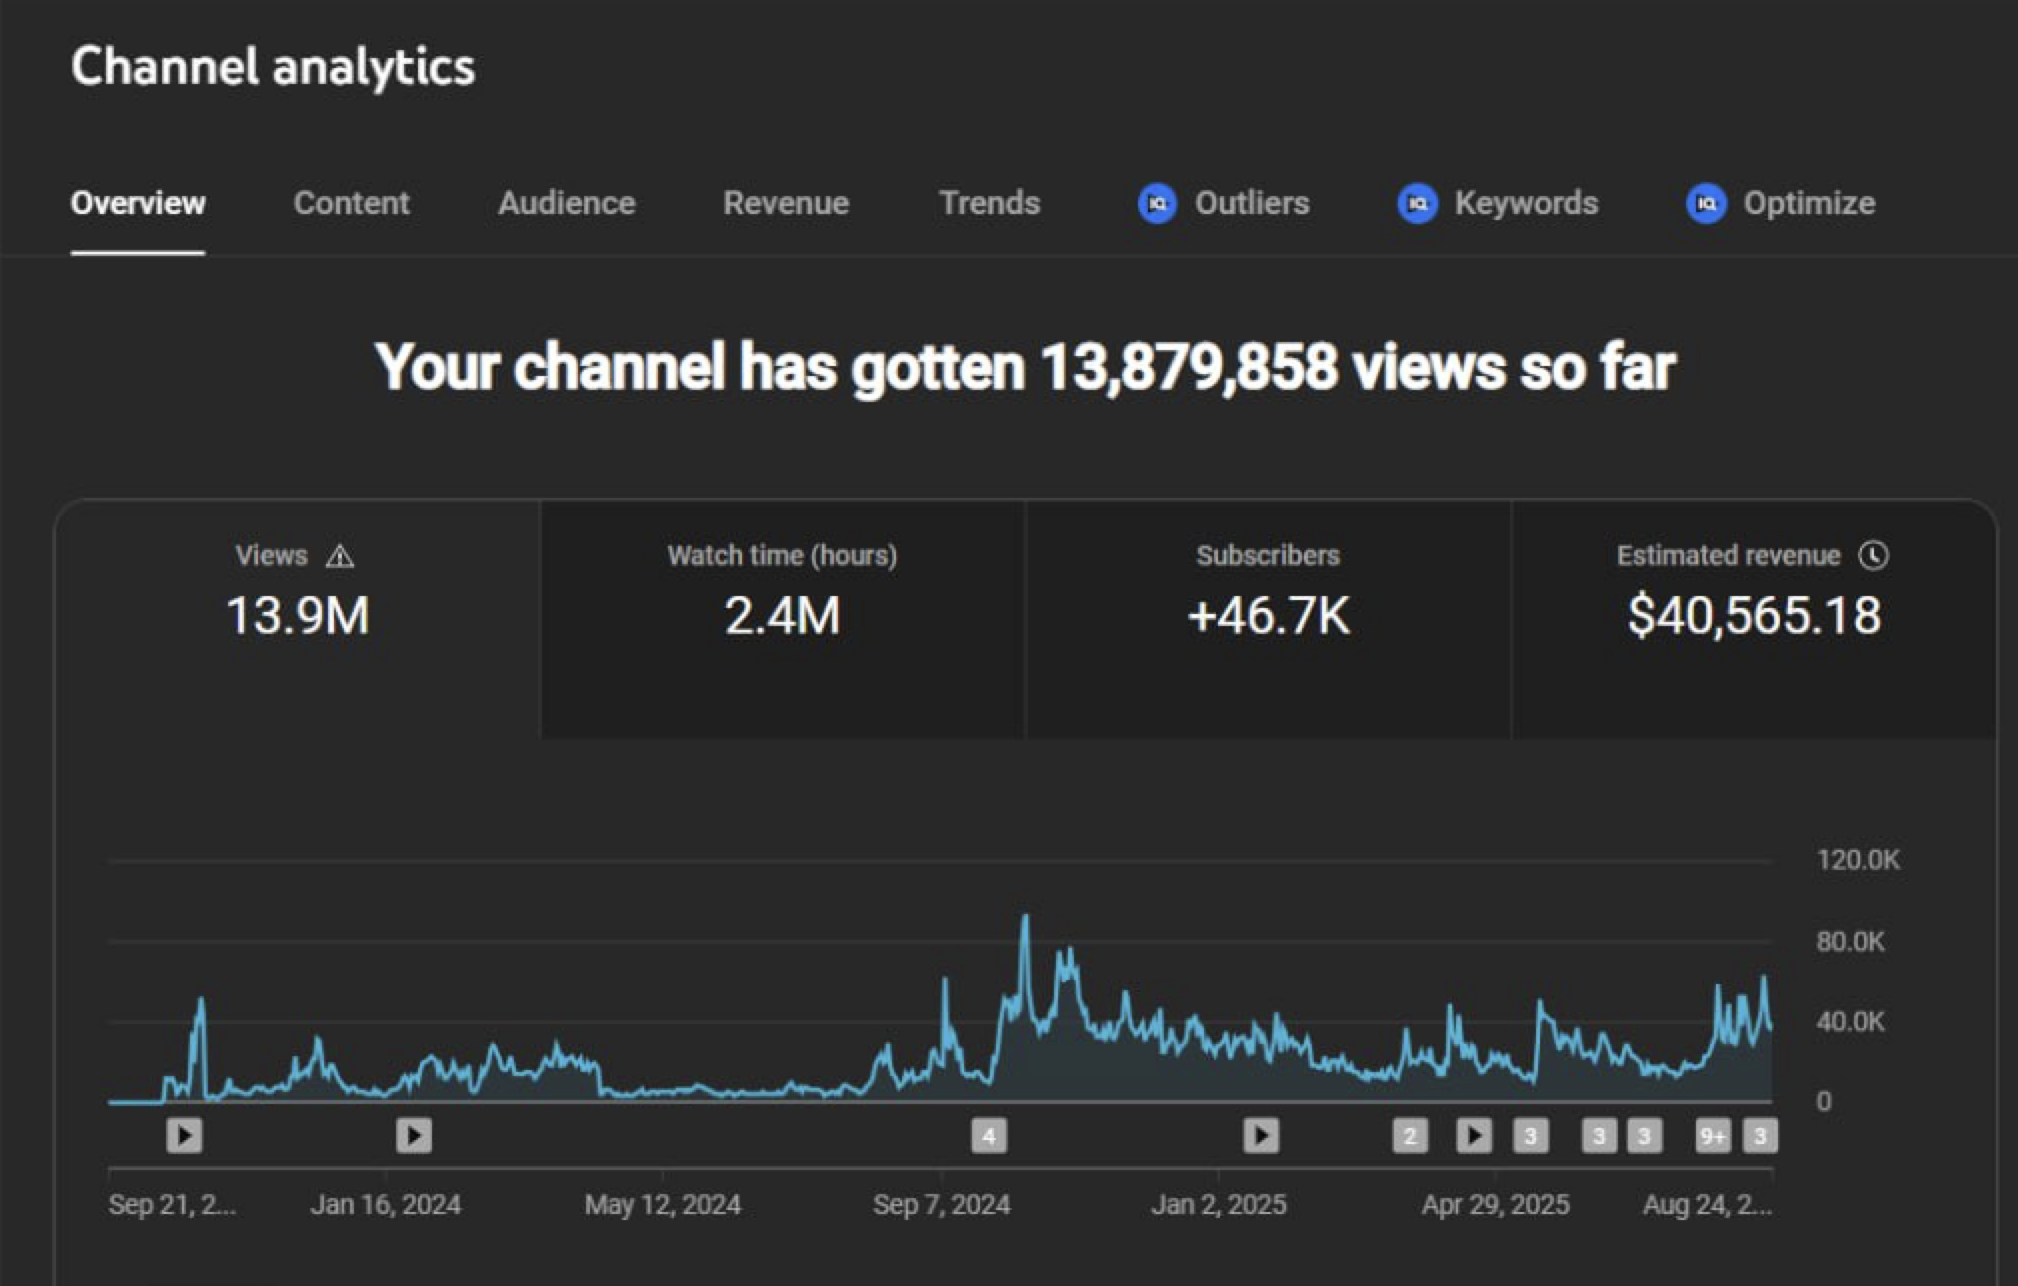 Channel analytics
Overview Content Audience Revenue Trends IQ Outliers IQ Keywords IQ Optimize
Your channel has gotten 13,879,858 views so far
Views Watch time (hours) Subscribers Estimated revenue
13.9M 2.4M +46.7K $40,565.18
120.0K
80.0K
40.0K
0
4 2 3 3 3 9+ 3
Sep 21, 2... Jan 16, 2024 May 12, 2024 Sep 7, 2024 Jan 2, 2025 Apr 29, 2025 Aug 24, 2...